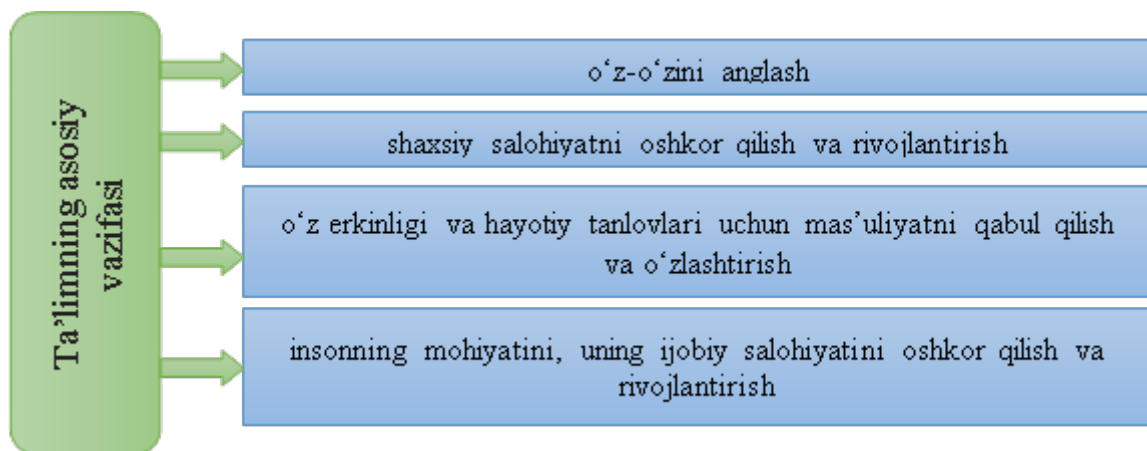 Ta’limning asosiy
vazifasi
o‘z-o‘zini anglash
shaxsiy salohiyatni oshkor qilish va rivojlantirish
o‘z erkinligi va hayotiy tanlovlari uchun mas’uliyatni qabul qilish
va o‘zlashtirish
insonning mohiyatini, uning ijobiy salohiyatini oshkor qilish va
rivojlantirish